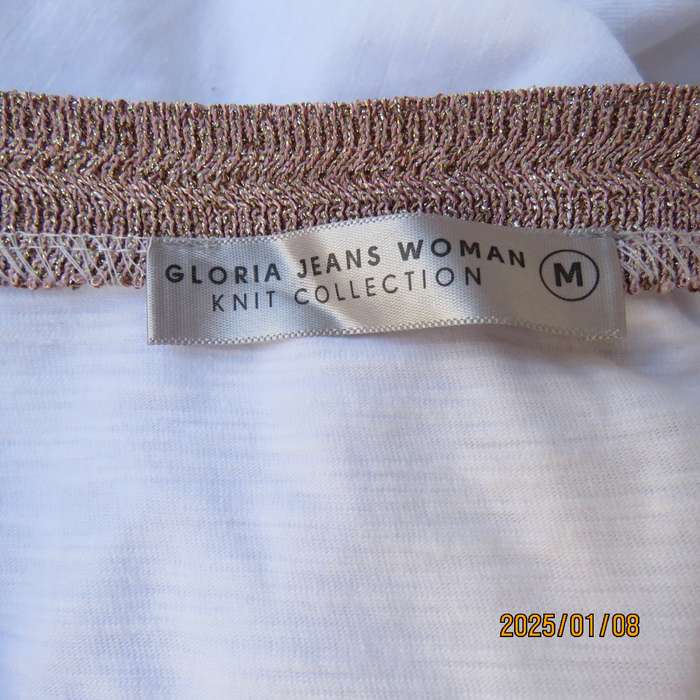 GLORIA JEANS WOMAN
KNIT COLLECTION
M
2025/01/08